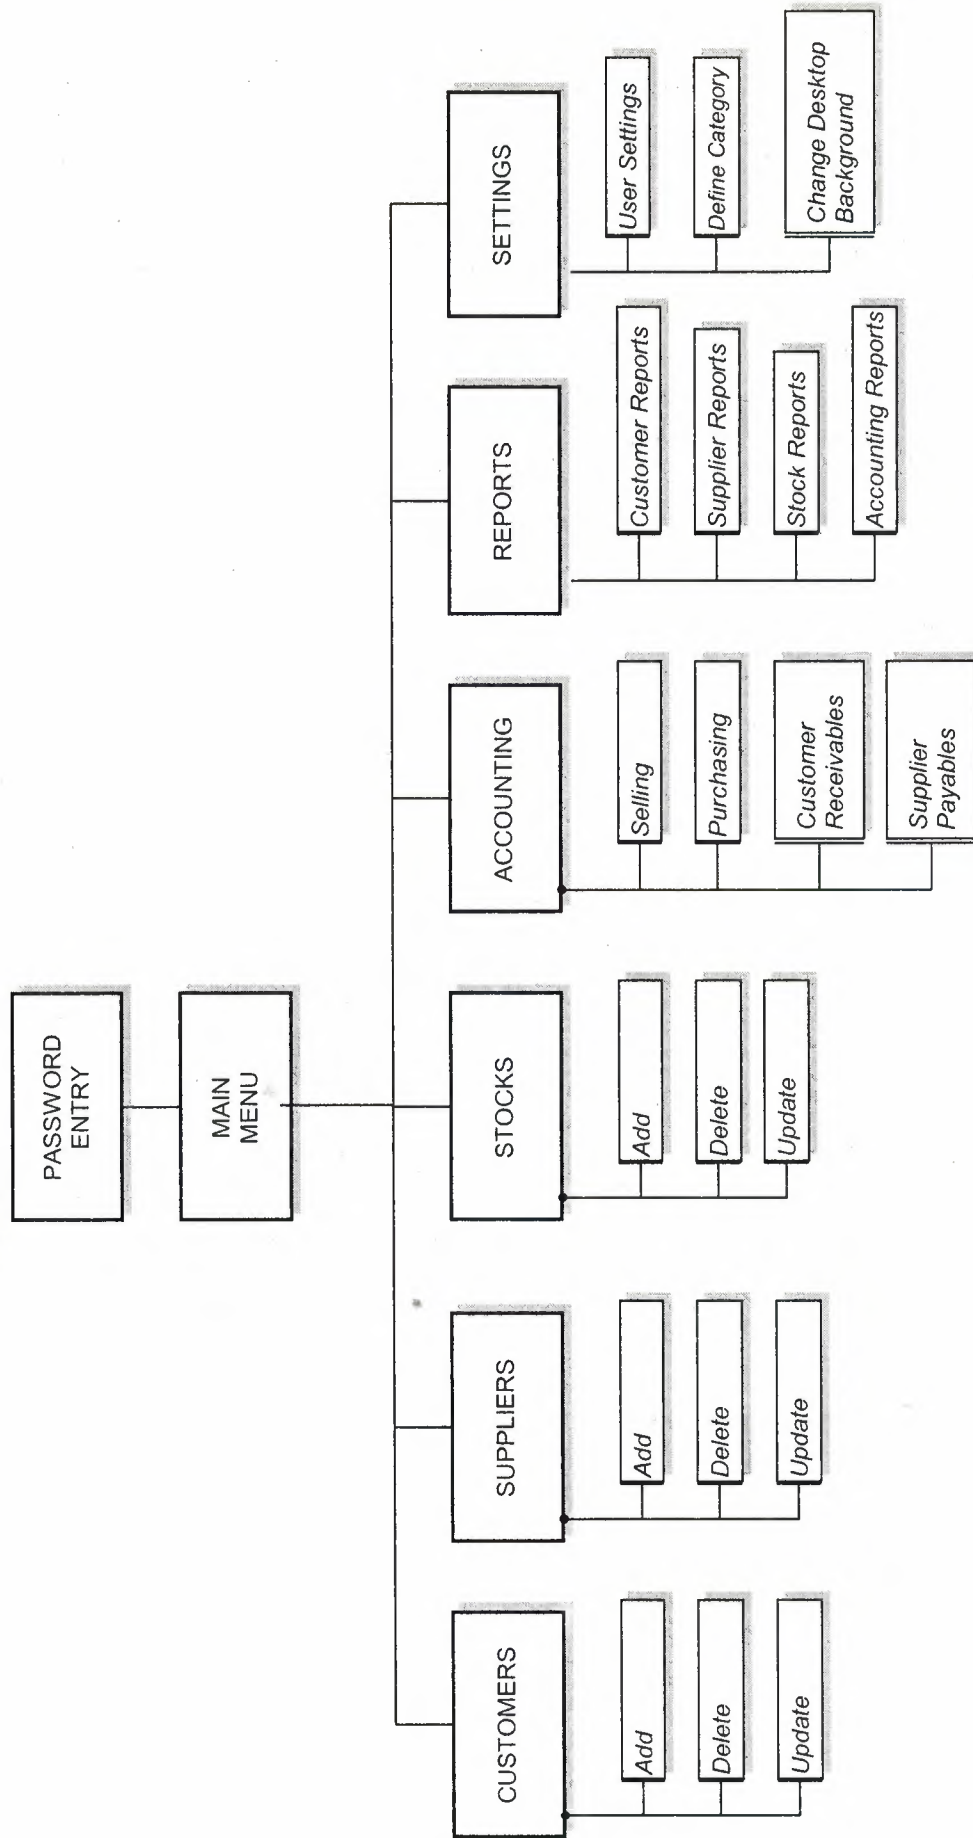 PASSWORD
ENTRY
MAIN
MENU
CUSTOMERS
Add
Delete
Update
SUPPLIERS
Add
Delete
Update
STOCKS
Add
Delete
Update
ACCOUNTING
Selling
Purchasing
Customer
Receivables
Supplier
Payables
REPORTS
Customer Reports
Supplier Reports
Stock Reports
Accounting Reports
SETTINGS
User Settings
Define Category
Change Desktop
Background